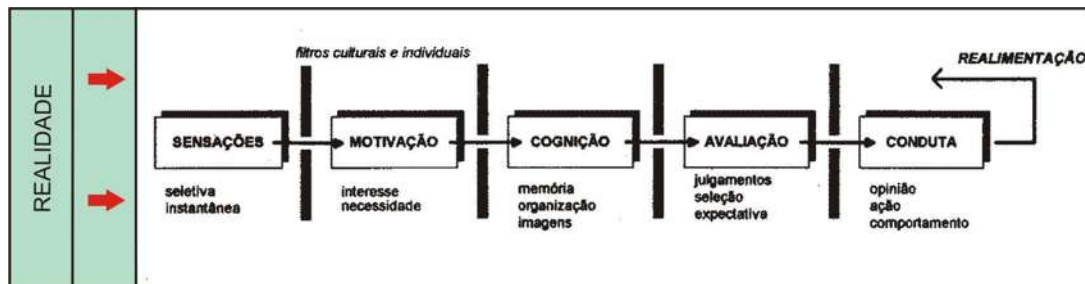 REALIDADE
filtros culturais e individuais
REALIMENTAÇÃO
SENSAÇÕES
MOTIVAÇÃO
COGNIÇÃO
AVALIAÇÃO
CONDUTA
seletiva
instantânea
interesse
necessidade
memória
organização
imagens
julgamentos
seleção
expectativa
opinião
ação
comportamento